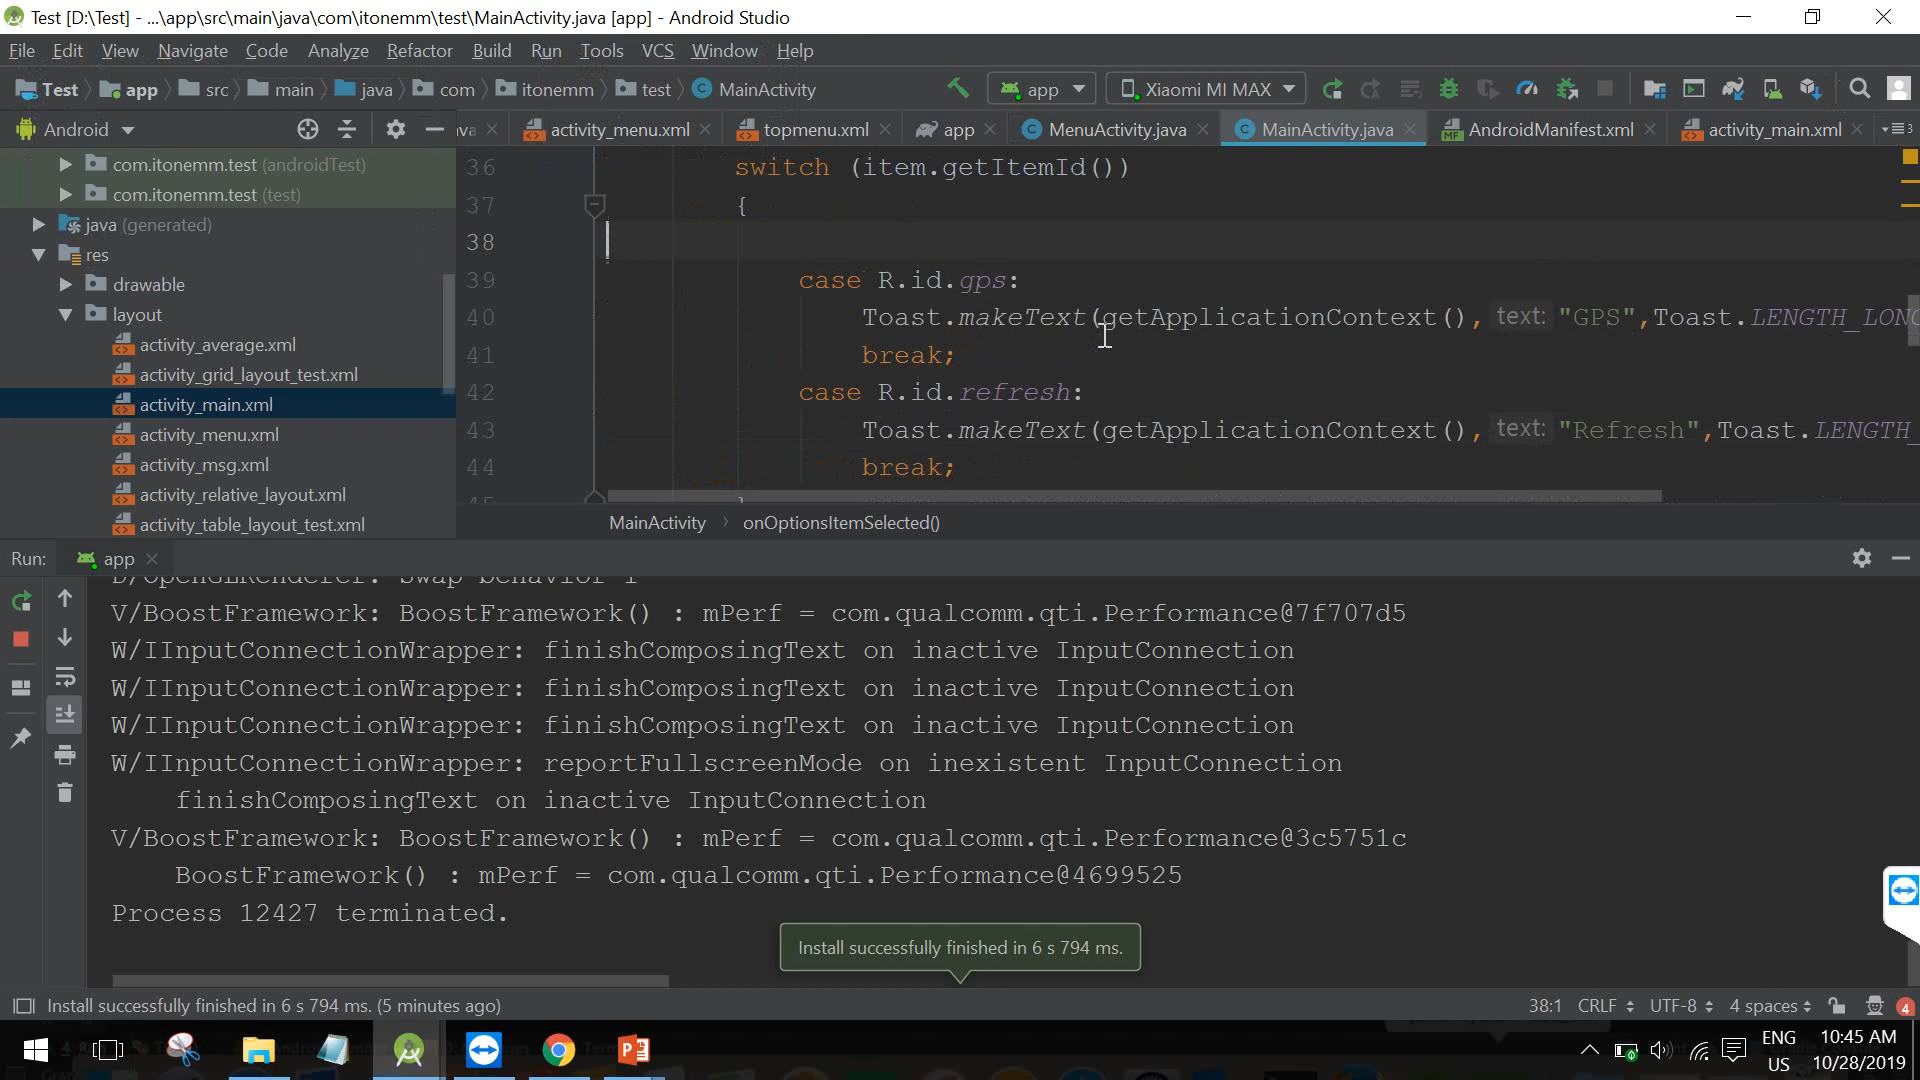 Test [D:\Test] - ...\app\src\main\java\com\itonemm\test\MainActivity.java [app] - Android Studio
File Edit View Navigate Code Analyze Refactor Build Run Tools VCS Window Help
Test app src main java com itonemm test MainActivity app Xiaomi MI MAX
Android
activity_menu.xml topmenu.xml app MenuActivity.java MainActivity.java AndroidManifest.xml activity_main.xml 3
com.itonemm.test (androidTest)
com.itonemm.test (test)
java (generated)
res
drawable
layout
activity_average.xml
activity_grid_layout_test.xml
activity_main.xml
activity_menu.xml
activity_msg.xml
activity_relative_layout.xml
activity_table_layout_test.xml
36 switch (item.getItemId())
37 {
38
39 case R.id.gps:
40 Toast.makeText(getApplicationContext(), text: "GPS",Toast.LENGTH_LONG
41 break;
42 case R.id.refresh:
43 Toast.makeText(getApplicationContext(), text: "Refresh",Toast.LENGTH_
44 break;
45 }
MainActivity onOptionsItemSelected()
Run: app
D/OpenGLRenderer: Swap behavior 1
V/BoostFramework: BoostFramework() : mPerf = com.qualcomm.qti.Performance@7f707d5
W/IInputConnectionWrapper: finishComposingText on inactive InputConnection
W/IInputConnectionWrapper: finishComposingText on inactive InputConnection
W/IInputConnectionWrapper: finishComposingText on inactive InputConnection
W/IInputConnectionWrapper: reportFullscreenMode on inexistent InputConnection
finishComposingText on inactive InputConnection
V/BoostFramework: BoostFramework() : mPerf = com.qualcomm.qti.Performance@3c5751c
BoostFramework() : mPerf = com.qualcomm.qti.Performance@4699525
Process 12427 terminated.
Install successfully finished in 6 s 794 ms.
Install successfully finished in 6 s 794 ms. (5 minutes ago)
38:1 CRLF UTF-8 4 spaces 4
ENG
US
10:45 AM
10/28/2019